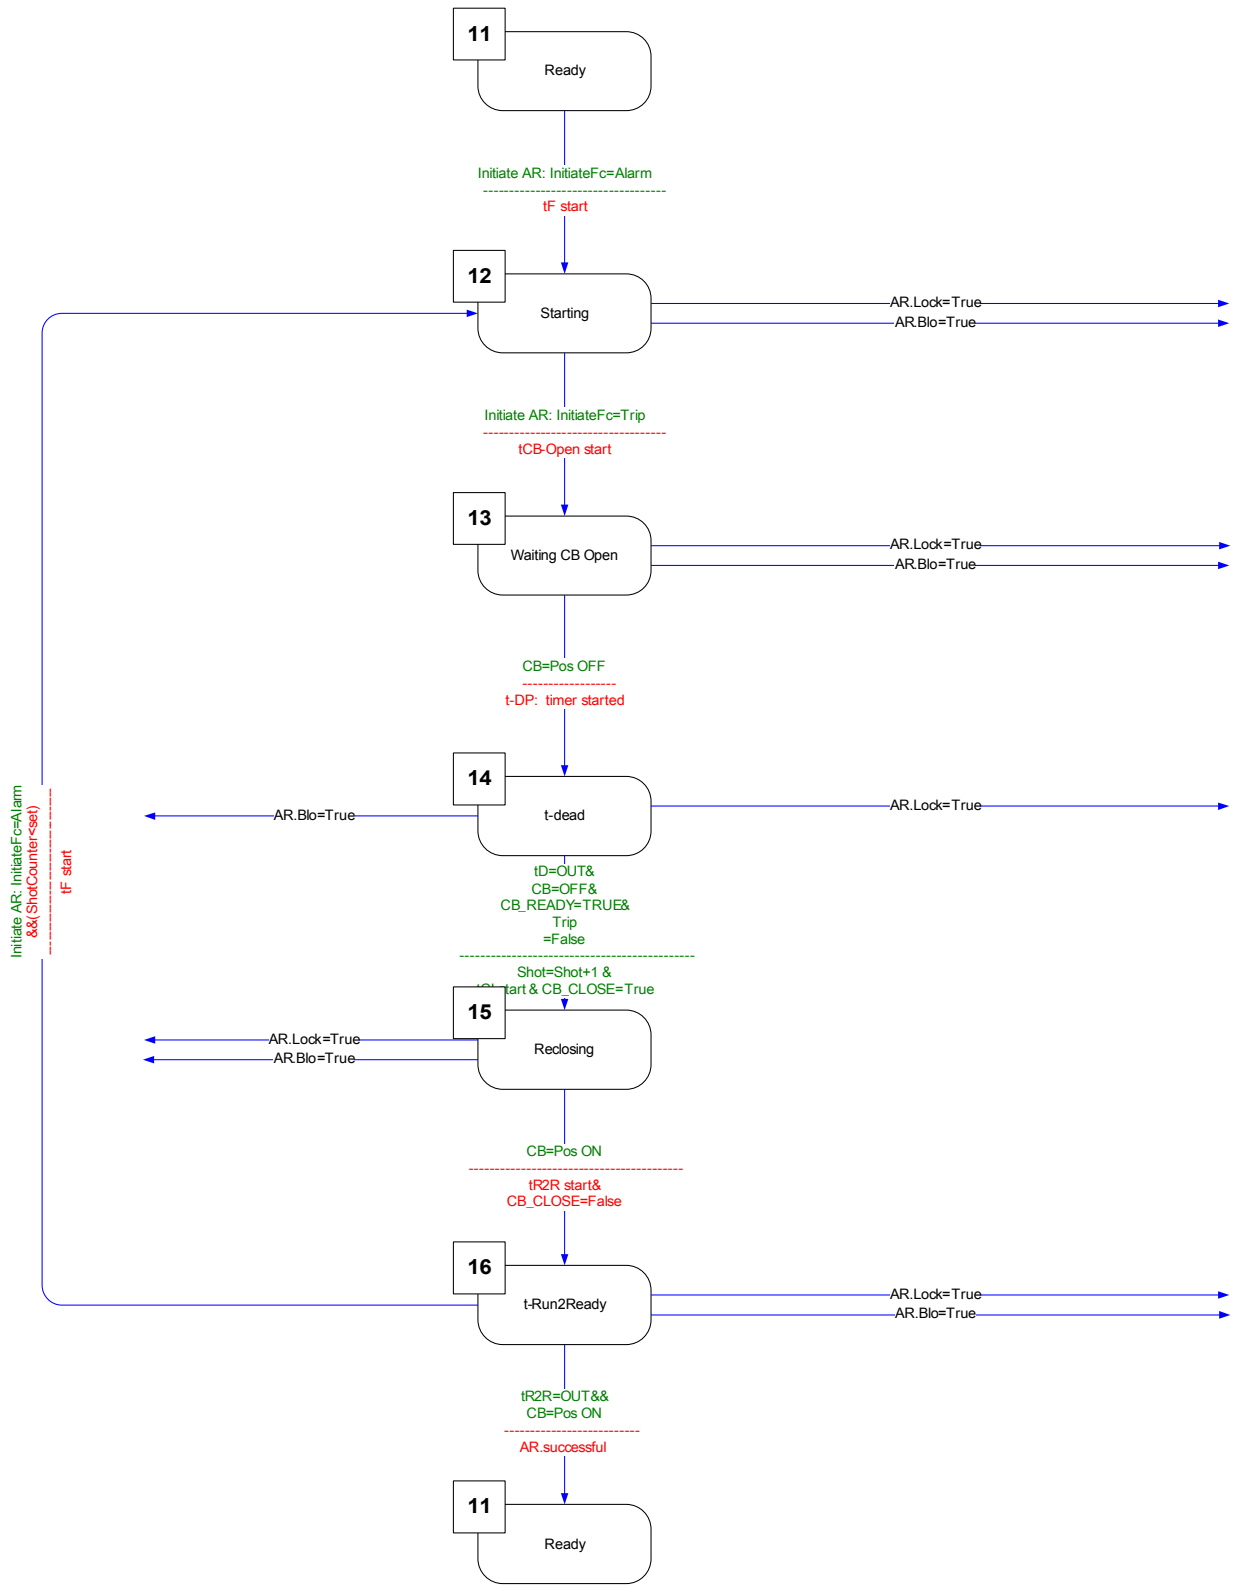 11
Ready
Initiate AR: InitiateFc=Alarm
tF start
12
Starting
AR.Lock=True
AR.Blo=True
Initiate AR: InitiateFc=Trip
tCB-Open start
13
Waiting CB Open
AR.Lock=True
AR.Blo=True
CB=Pos OFF
t-DP: timer started
14
t-dead
AR.Blo=True
AR.Lock=True
Initiate AR: InitiateFc=Alarm
&&(ShotCounter<set)
tF start
tD=OUT&
CB=OFF&
CB_READY=TRUE&
Trip
=False
Shot=Shot+1 &
& CB_CLOSE=True
15
Reclosing
AR.Lock=True
AR.Blo=True
CB=Pos ON
tR2R start&
CB_CLOSE=False
16
t-Run2Ready
AR.Lock=True
AR.Blo=True
tR2R=OUT&&
CB=Pos ON
AR.successful
11
Ready